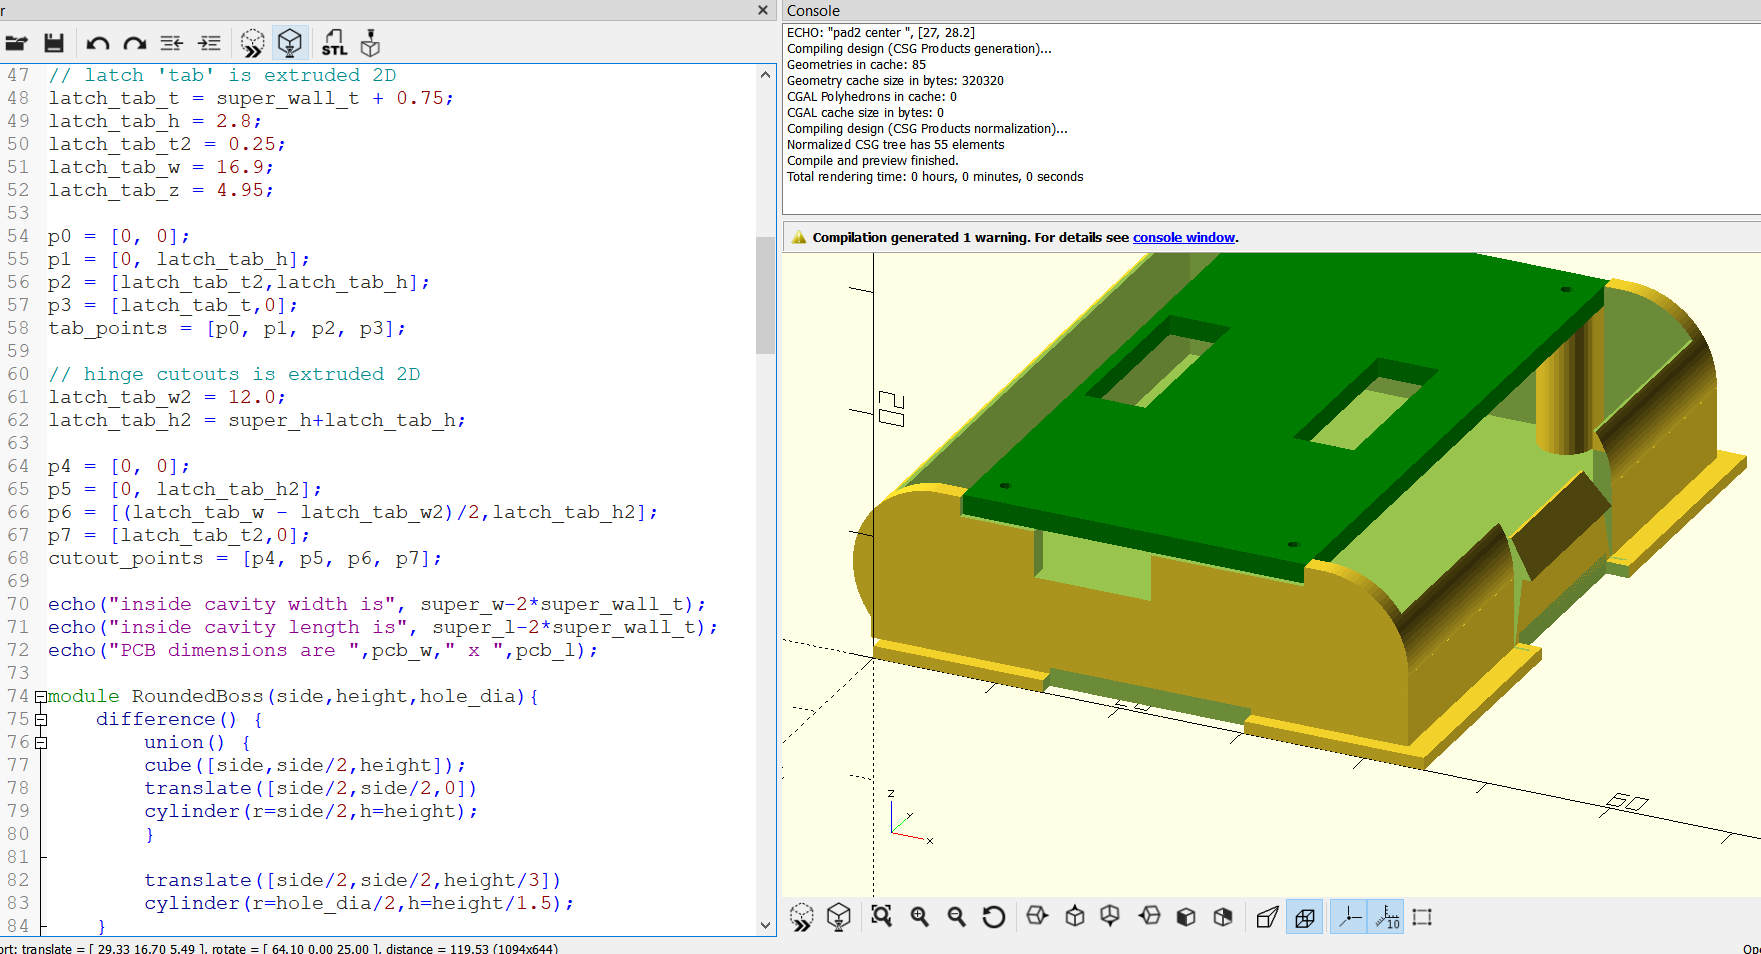 r
Console
STL
47 // latch 'tab' is extruded 2D
48 latch_tab_t = super_wall_t + 0.75;
49 latch_tab_h = 2.8;
50 latch_tab_t2 = 0.25;
51 latch_tab_w = 16.9;
52 latch_tab_z = 4.95;
53
54 p0 = [0, 0];
55 p1 = [0, latch_tab_h];
56 p2 = [latch_tab_t2,latch_tab_h];
57 p3 = [latch_tab_t,0];
58 tab_points = [p0, p1, p2, p3];
59
60 // hinge cutouts is extruded 2D
61 latch_tab_w2 = 12.0;
62 latch_tab_h2 = super_h+latch_tab_h;
63
64 p4 = [0, 0];
65 p5 = [0, latch_tab_h2];
66 p6 = [(latch_tab_w - latch_tab_w2)/2,latch_tab_h2];
67 p7 = [latch_tab_t2,0];
68 cutout_points = [p4, p5, p6, p7];
69
70 echo("inside cavity width is", super_w-2*super_wall_t);
71 echo("inside cavity length is", super_l-2*super_wall_t);
72 echo("PCB dimensions are ",pcb_w," x ",pcb_l);
73
74 module RoundedBoss(side,height,hole_dia){
75 difference() {
76 union() {
77 cube([side,side/2,height]);
78 translate([side/2,side/2,0])
79 cylinder(r=side/2,h=height);
80 }
81
82 translate([side/2,side/2,height/3])
83 cylinder(r=hole_dia/2,h=height/1.5);
84 }
ECHO: "pad2 center ", [27, 28.2]
Compiling design (CSG Products generation)...
Geometries in cache: 85
Geometry cache size in bytes: 320320
CGAL Polyhedrons in cache: 0
CGAL cache size in bytes: 0
Compiling design (CSG Products normalization)...
Normalized CSG tree has 55 elements
Compile and preview finished.
Total rendering time: 0 hours, 0 minutes, 0 seconds
Compilation generated 1 warning. For details see console window.
20
60
z
y
x
10
ort: translate = [ 29.33 16.70 5.49 ], rotate = [ 64.10 0.00 25.00 ], distance = 119.53 (1094x644)
Ope